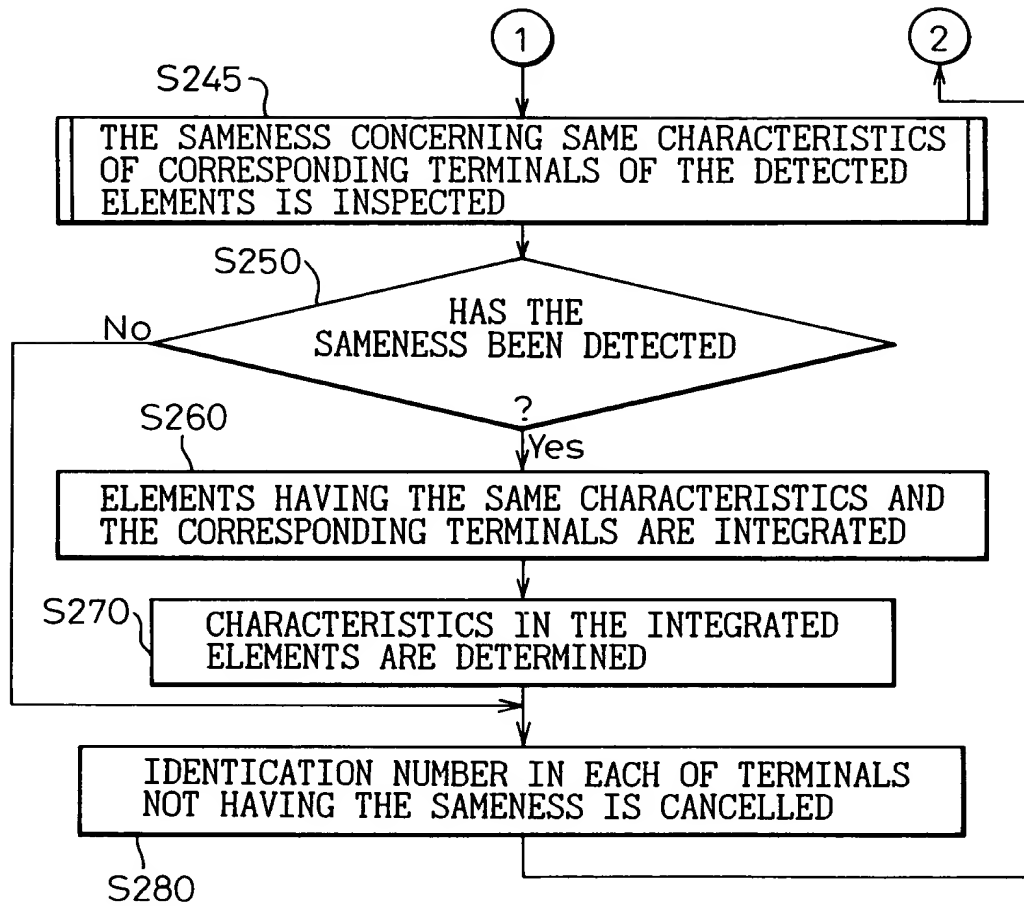 1
2
S245
THE SAMENESS CONCERNING SAME CHARACTERISTICS
OF CORRESPONDING TERMINALS OF THE DETECTED
ELEMENTS IS INSPECTED
S250
HAS THE
SAMENESS BEEN DETECTED
?
No
Yes
S260
ELEMENTS HAVING THE SAME CHARACTERISTICS AND
THE CORRESPONDING TERMINALS ARE INTEGRATED
S270
CHARACTERISTICS IN THE INTEGRATED
ELEMENTS ARE DETERMINED
IDENTICATION NUMBER IN EACH OF TERMINALS
NOT HAVING THE SAMENESS IS CANCELLED
S280